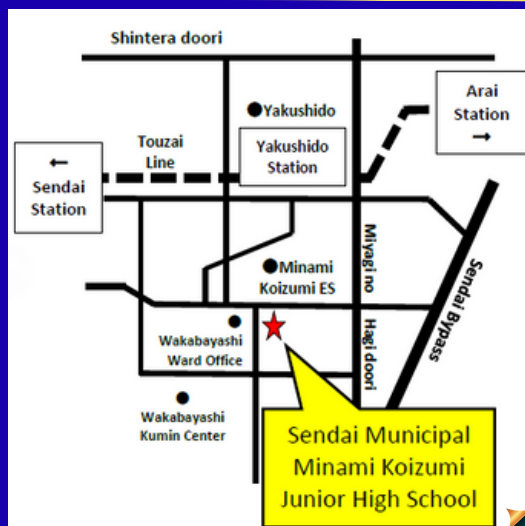 Shintera doori
Yakushido
Arai
Station
→
Touzai
Line
Yakushido
Station
←
Sendai
Station
Miyagi no
Hagi doori
Sendai Bypass
Minami
Koizumi ES
Wakabayashi
Ward Office
Wakabayashi
Kumin Center
Sendai Municipal
Minami Koizumi
Junior High School